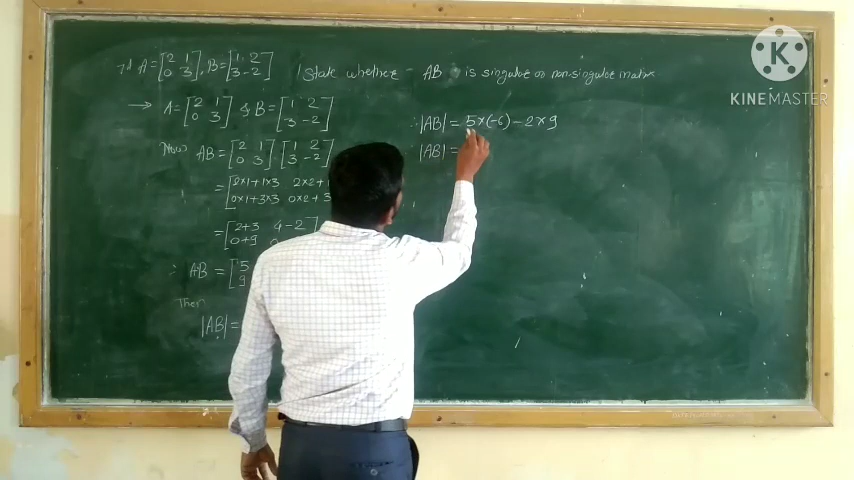 If A=[2 1 0 3], B=[1 2 3 -2] State whether AB is singular or non-singular matrix
→ A=[2 1 0 3] & B=[1 2 3 -2]
Now AB = [2 1 0 3] [1 2 3 -2]
= [2×1+1×3 2×2+1 0×1+3×3 0×2+3
= [2+3 4-2 0+9 0
∴ AB = [5 9
Then
|AB| =
∴ |AB| = 5×(-6) - 2×9
|AB| =
K
KINEMASTER